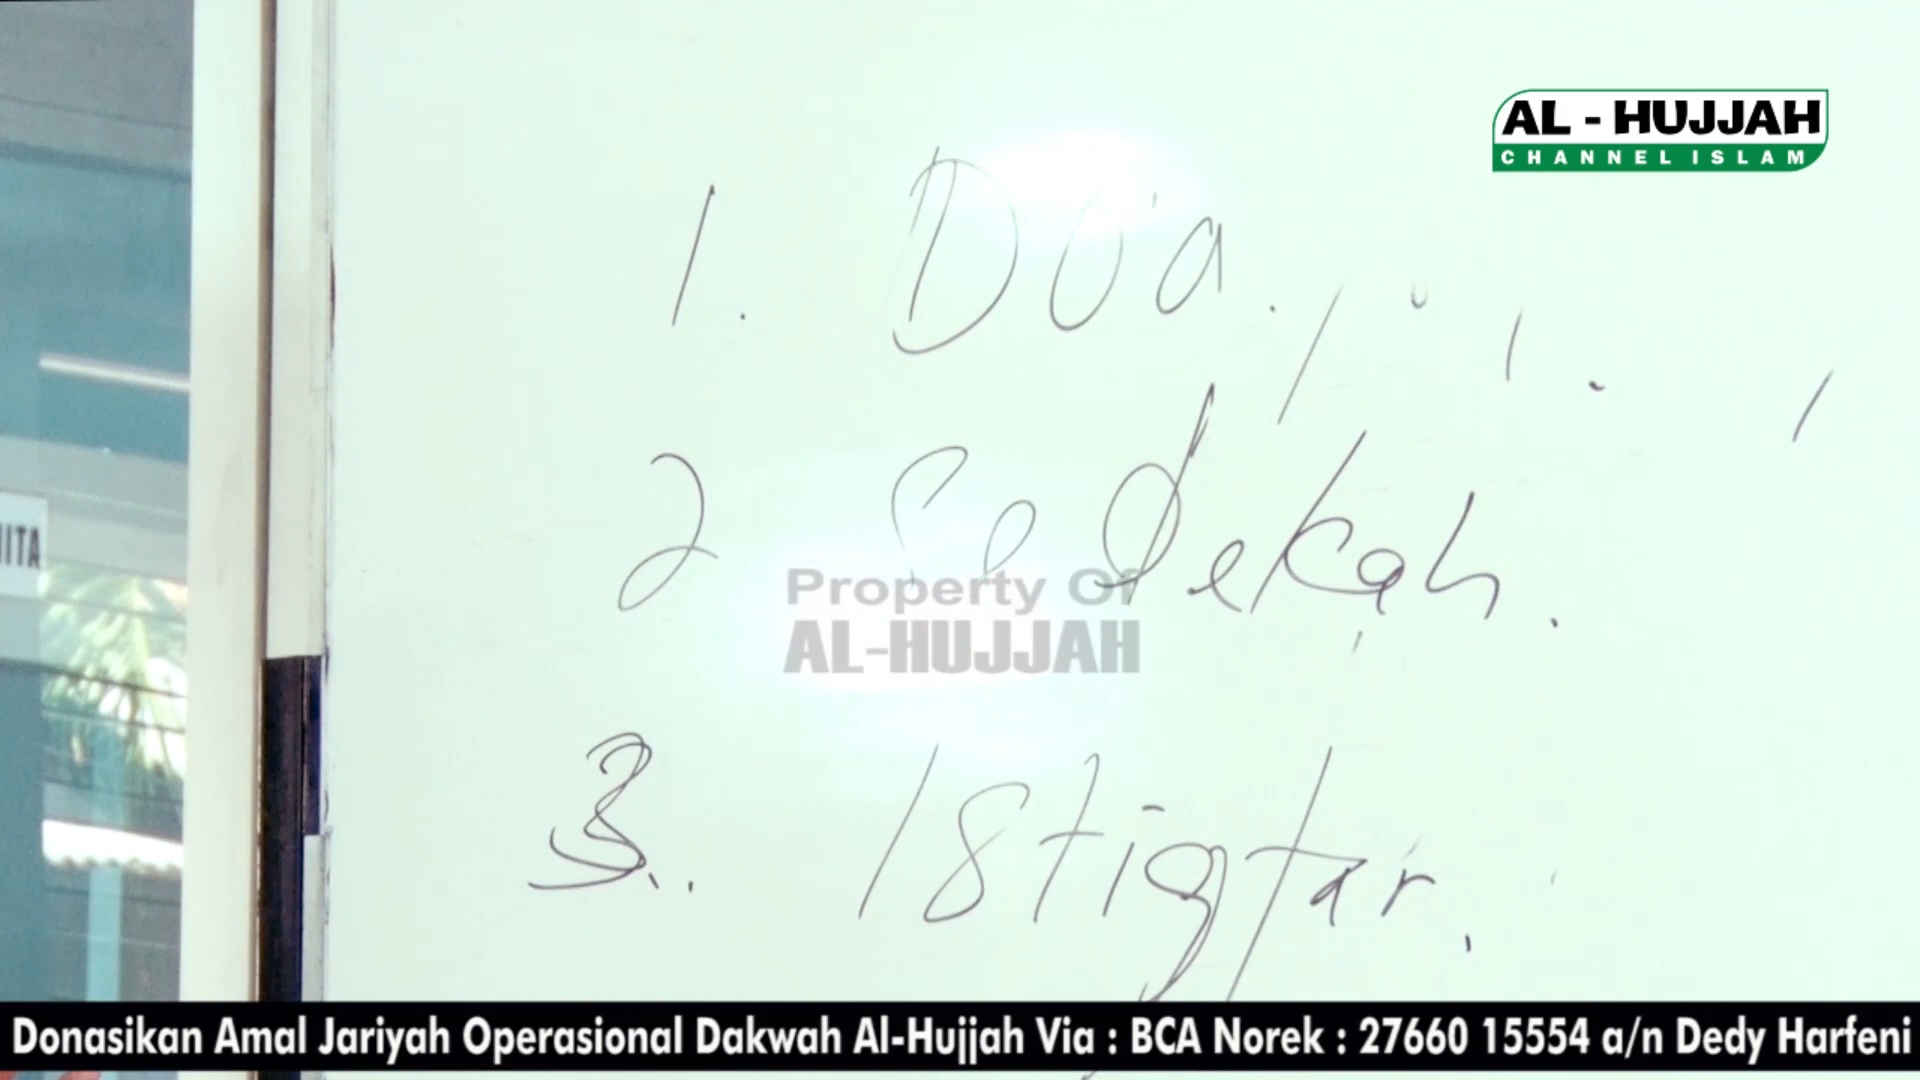 AL - HUJJAH
CHANNEL ISLAM
1. Do'a.
2 Sedekah.
Property Of
AL-HUJJAH
3. Istigfar.
Donasikan Amal Jariyah Operasional Dakwah Al-Hujjah Via : BCA Norek : 27660 15554 a/n Dedy Harfeni